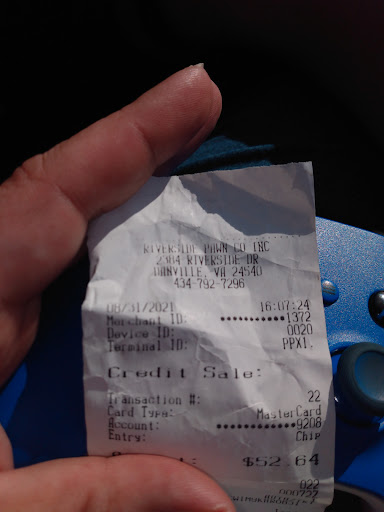 RIVERSIDE PAWN CO INC
2364 RIVERSIDE DR
DANVILLE, VA 24540
434-792-7296
08/31/2021 16:07:24
Merchant ID: ••••••••••1372
Device ID: 0020
Terminal ID: PPX1.
Credit Sale:
Transaction #: 22
Card Type: MasterCard
Account: ••••••••••••9208
Entry: Chip
$52.64
022